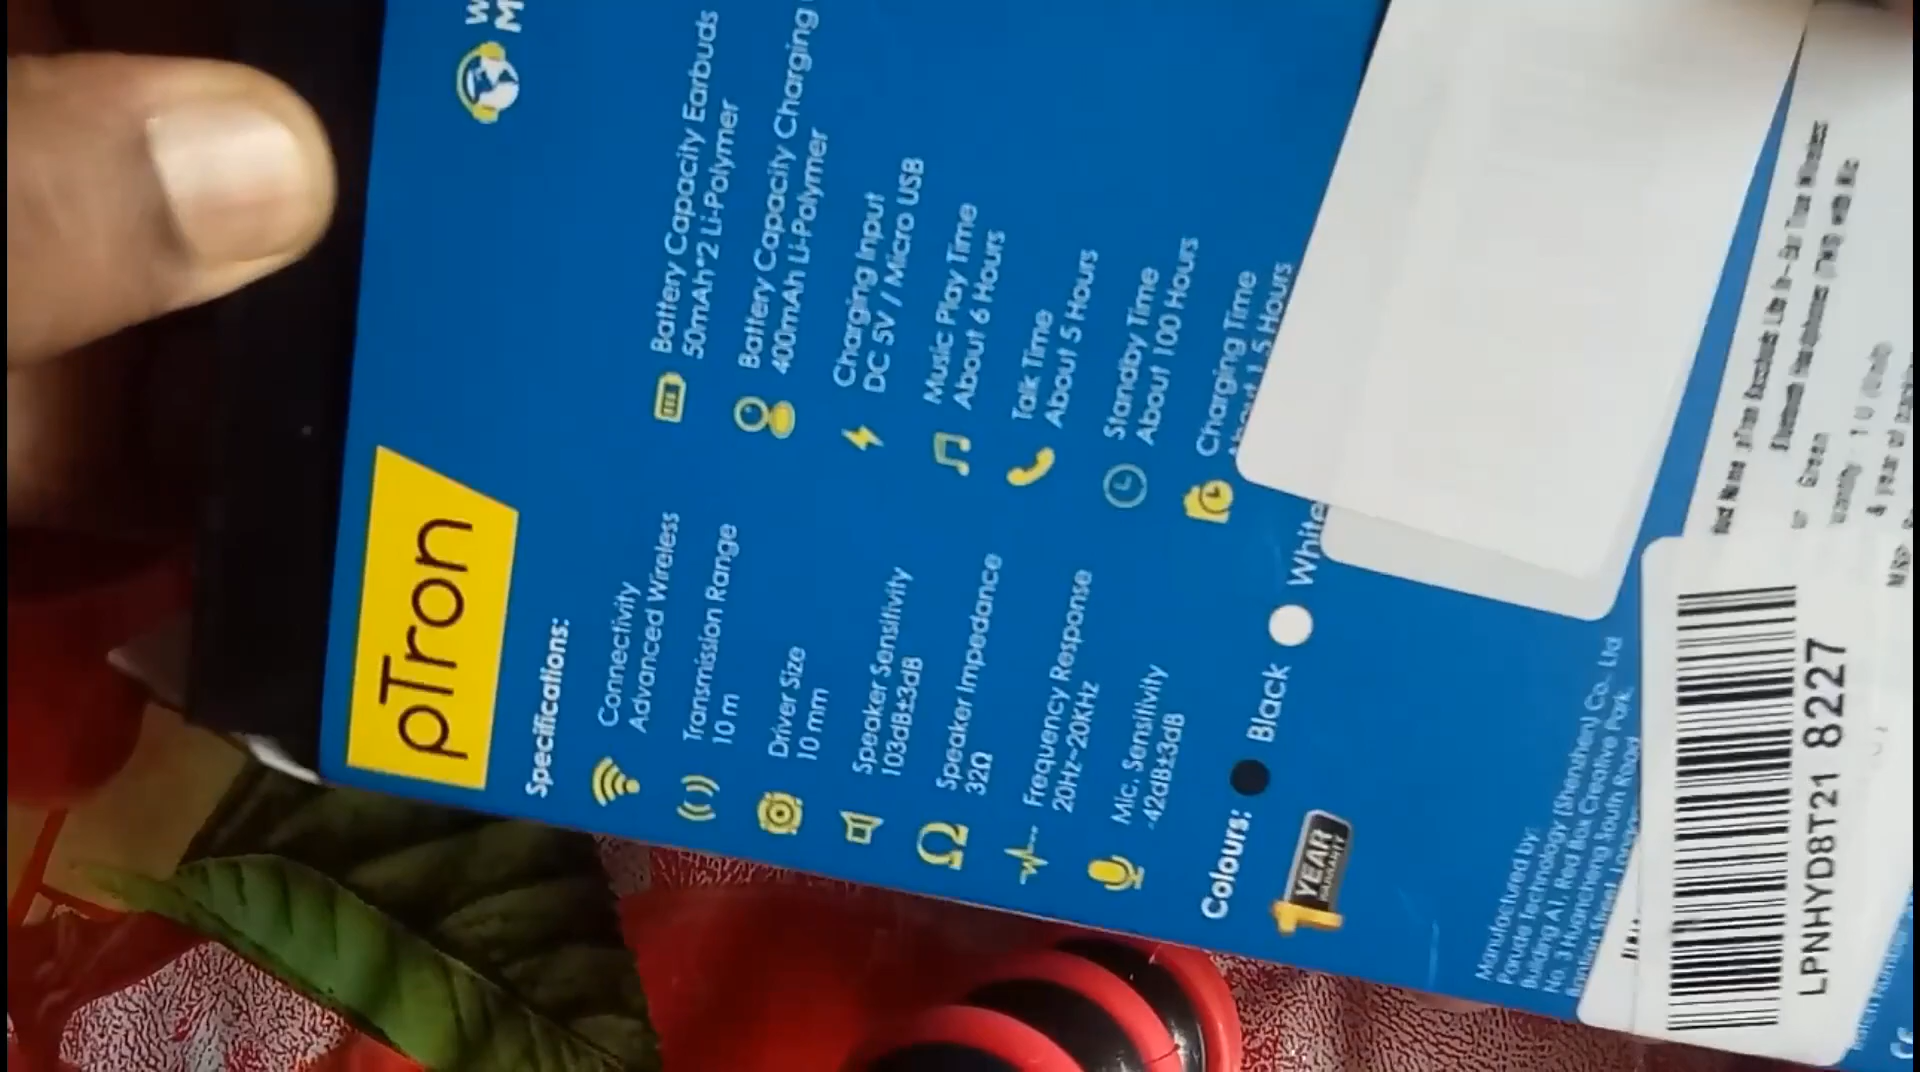 pTron
Specifications:
Connectivity
Advanced Wireless
Transmission Range
10 m
Driver Size
10 mm
Speaker Sensitivity
103dB±3dB
Speaker Impedance
32Ω
Frequency Response
20Hz~20KHz
Mic. Sensitivity
-42dB±3dB
Battery Capacity Earbuds
50mAh*2 Li-Polymer
Battery Capacity Charging
400mAh Li-Polymer
Charging Input
DC 5V / Micro USB
Music Play Time
About 6 Hours
Talk Time
About 5 Hours
Standby Time
About 100 Hours
Charging Time
About 1.5 Hours
Colours: Black White
1 YEAR
Manufactured by:
Parude Technology (Shenzhen) Co., Ltd
Building A1, Red Box Creative Park,
No. 3 Huancheng South Road,
Green
LPNHYD8T21 8227